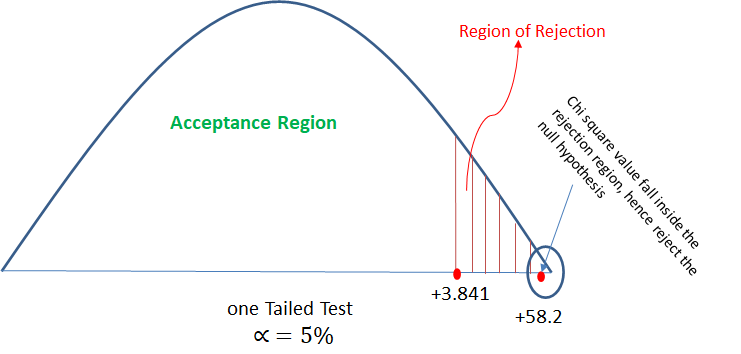 Region of Rejection
Acceptance Region
Chi square value fall inside the
rejection region, hence reject the
null hypothesis
+3.841
+58.2
one Tailed Test
∝ = 5%